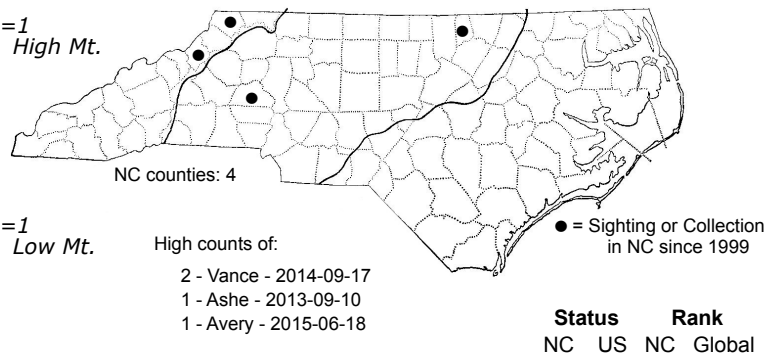 =1
High Mt.
NC counties: 4
=1
Low Mt.
High counts of:
2 - Vance - 2014-09-17
1 - Ashe - 2013-09-10
1 - Avery - 2015-06-18
● = Sighting or Collection
in NC since 1999
Status Rank
NC US NC Global